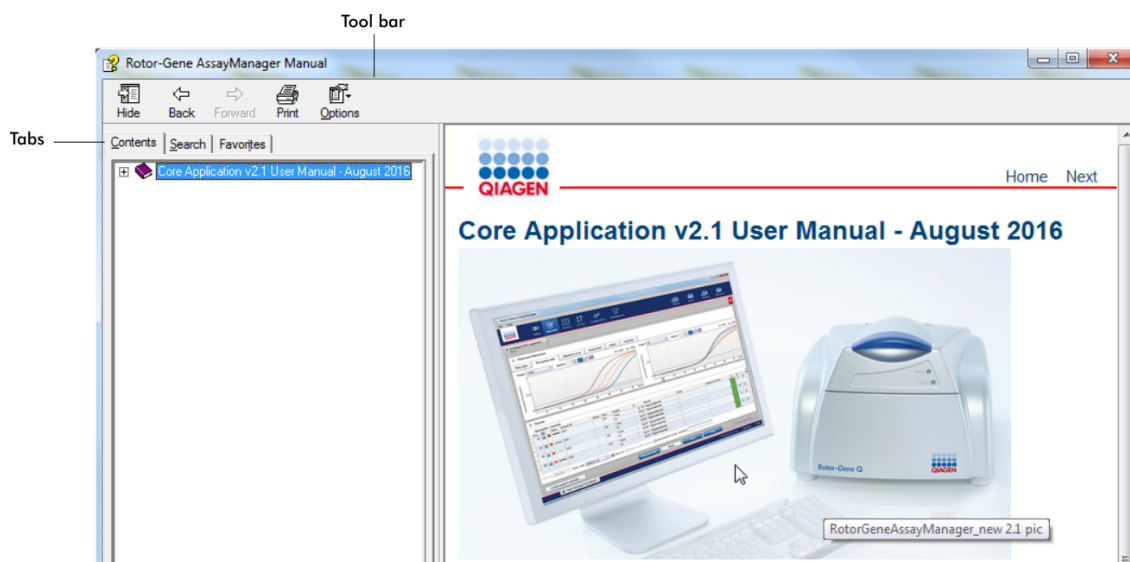 Tool bar
Rotor-Gene AssayManager Manual
Hide Back Forward Print Options
Tabs
Contents Search Favorites
Core Application v2.1 User Manual - August 2016
QIAGEN
Home Next
Core Application v2.1 User Manual - August 2016
Rotor-Gene Q
QIAGEN
RotorGeneAssayManager_new 2.1 pic